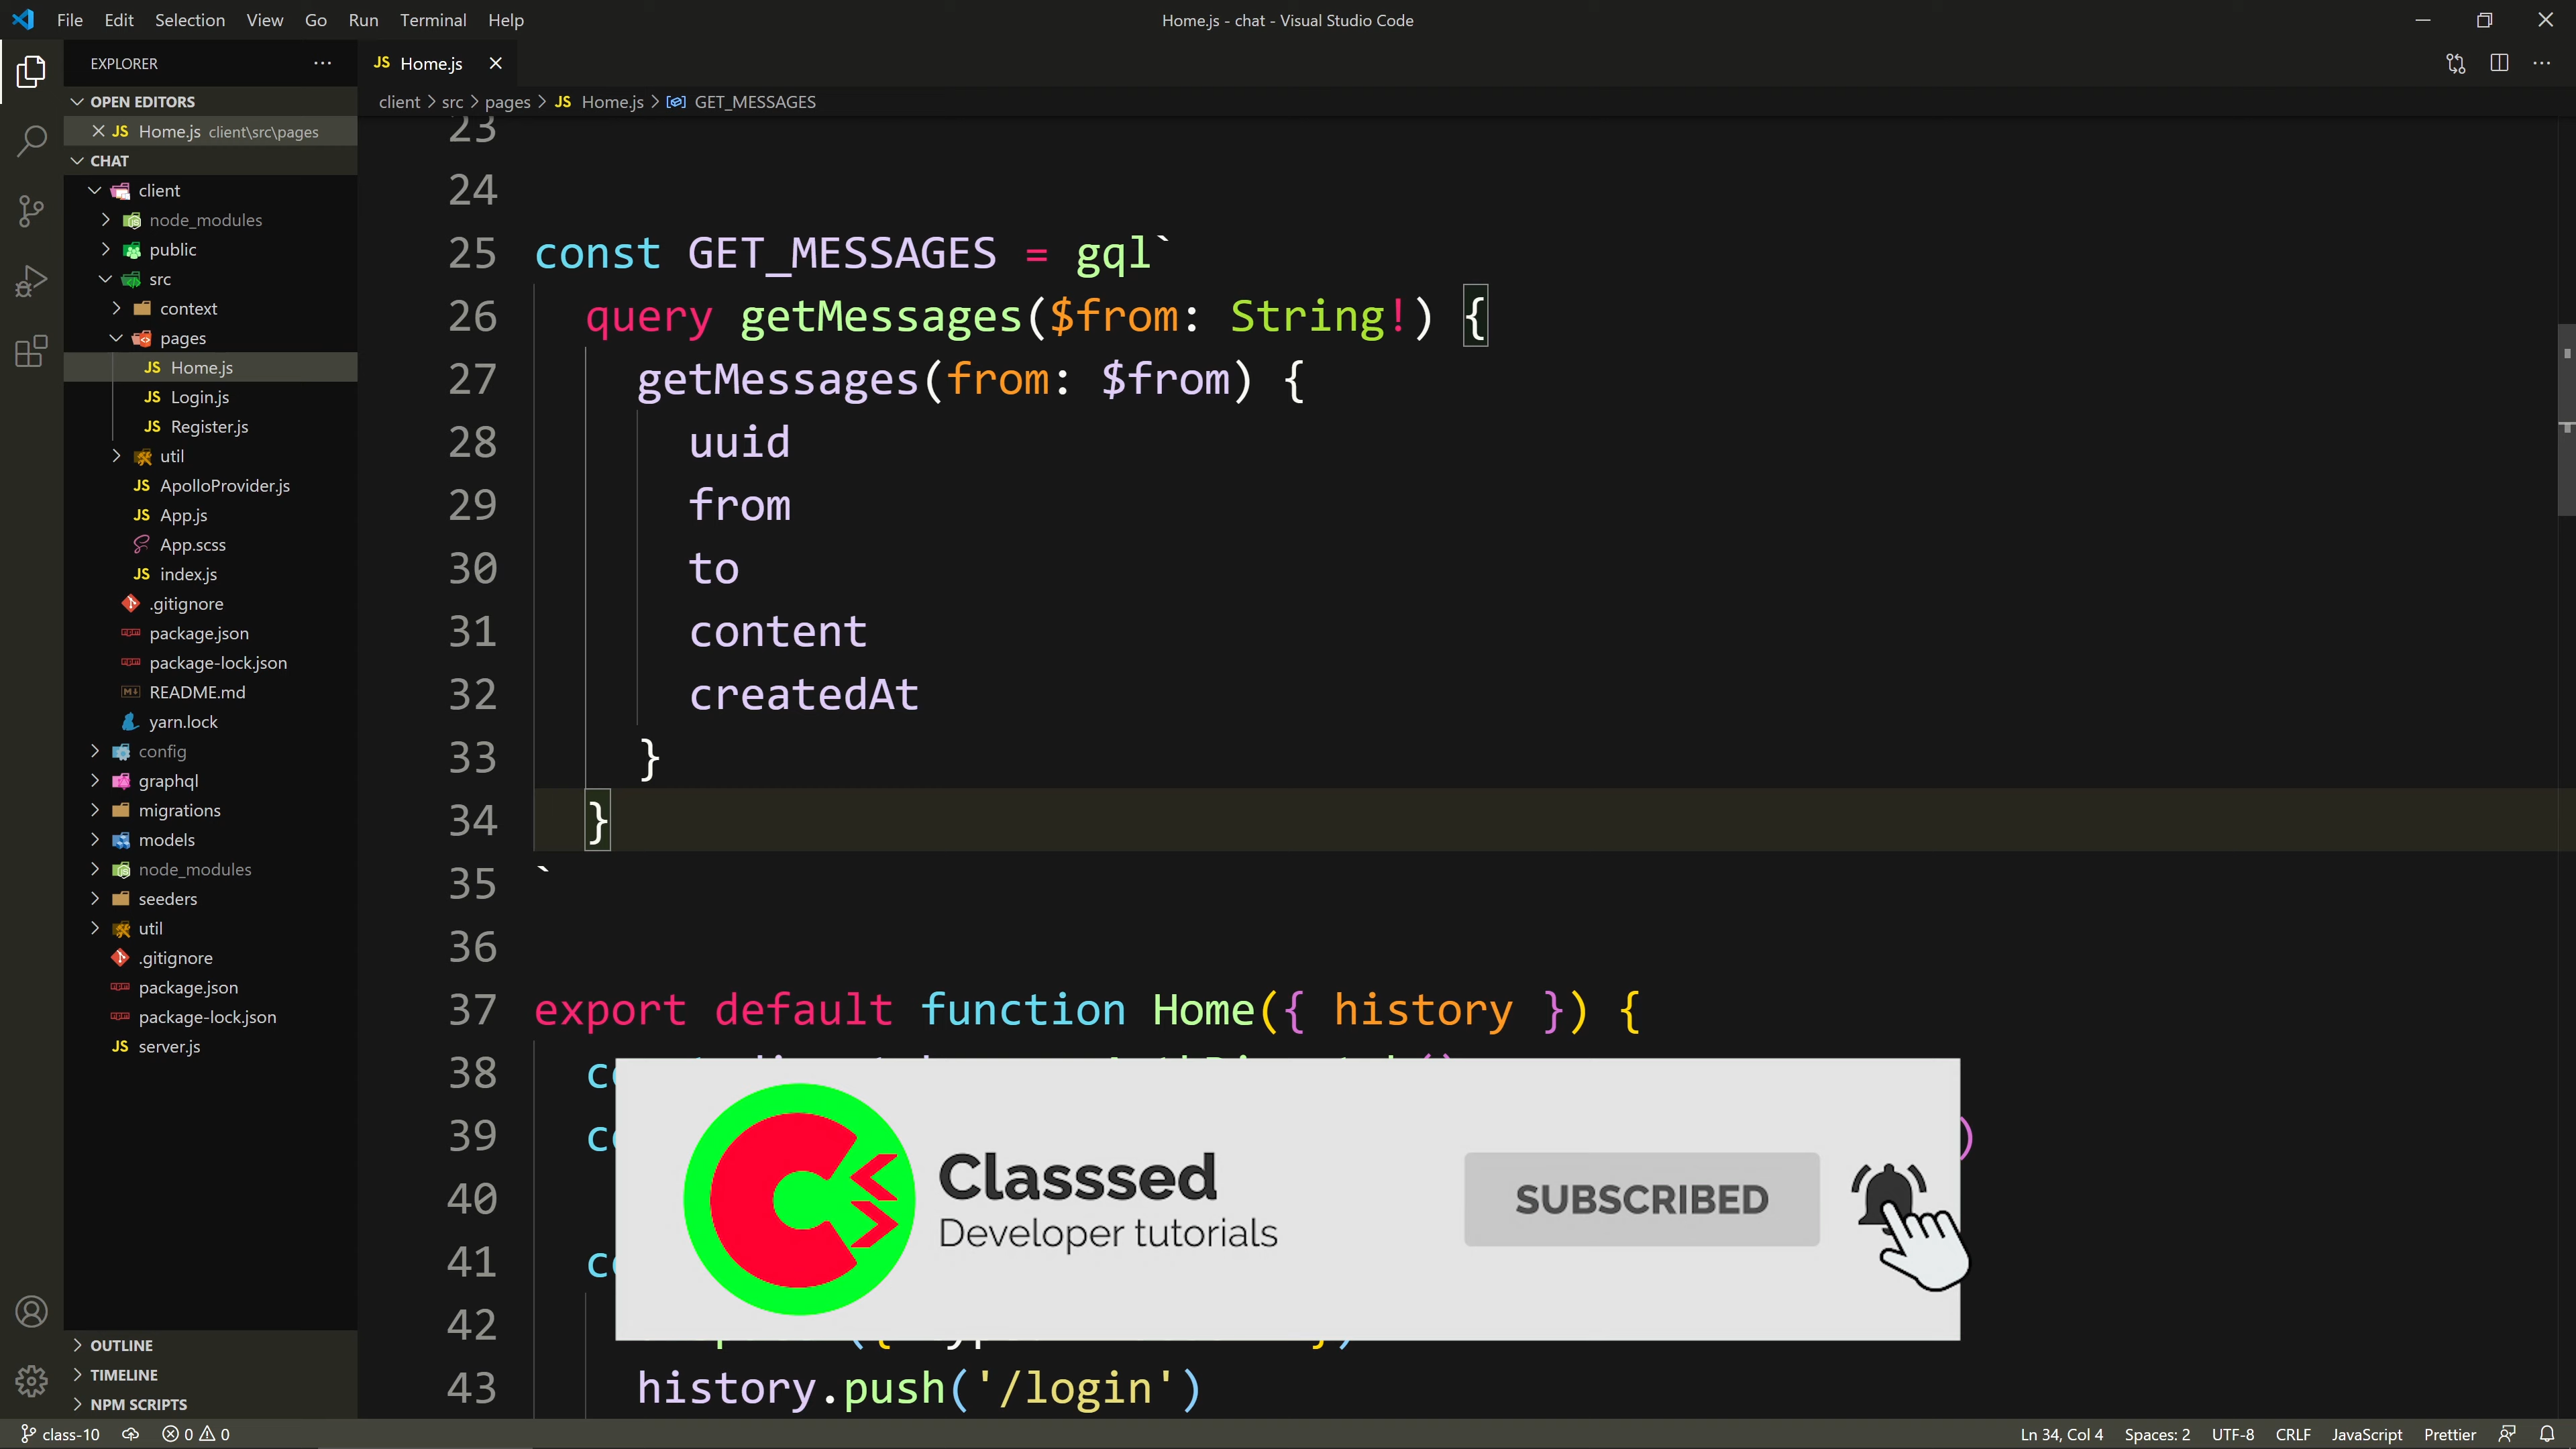 File Edit Selection View Go Run Terminal Help
Home.js - chat - Visual Studio Code
EXPLORER
OPEN EDITORS
JS Home.js client\src\pages
CHAT
client
node_modules
public
src
context
pages
JS Home.js
JS Login.js
JS Register.js
util
JS ApolloProvider.js
JS App.js
App.scss
JS index.js
.gitignore
package.json
package-lock.json
README.md
yarn.lock
config
graphql
migrations
models
node_modules
seeders
util
.gitignore
package.json
package-lock.json
JS server.js
OUTLINE
TIMELINE
NPM SCRIPTS
JS Home.js
client > src > pages > JS Home.js > GET_MESSAGES
23
24
25 const GET_MESSAGES = gql`
26 query getMessages($from: String!) {
27 getMessages(from: $from) {
28 uuid
29 from
30 to
31 content
32 createdAt
33 }
34 }
35 `
36
37 export default function Home({ history }) {
38
39 )
40
41
42
43 history.push('/login')
Classsed
Developer tutorials
SUBSCRIBED
class-10 0 0 Ln 34, Col 4 Spaces: 2 UTF-8 CRLF JavaScript Prettier